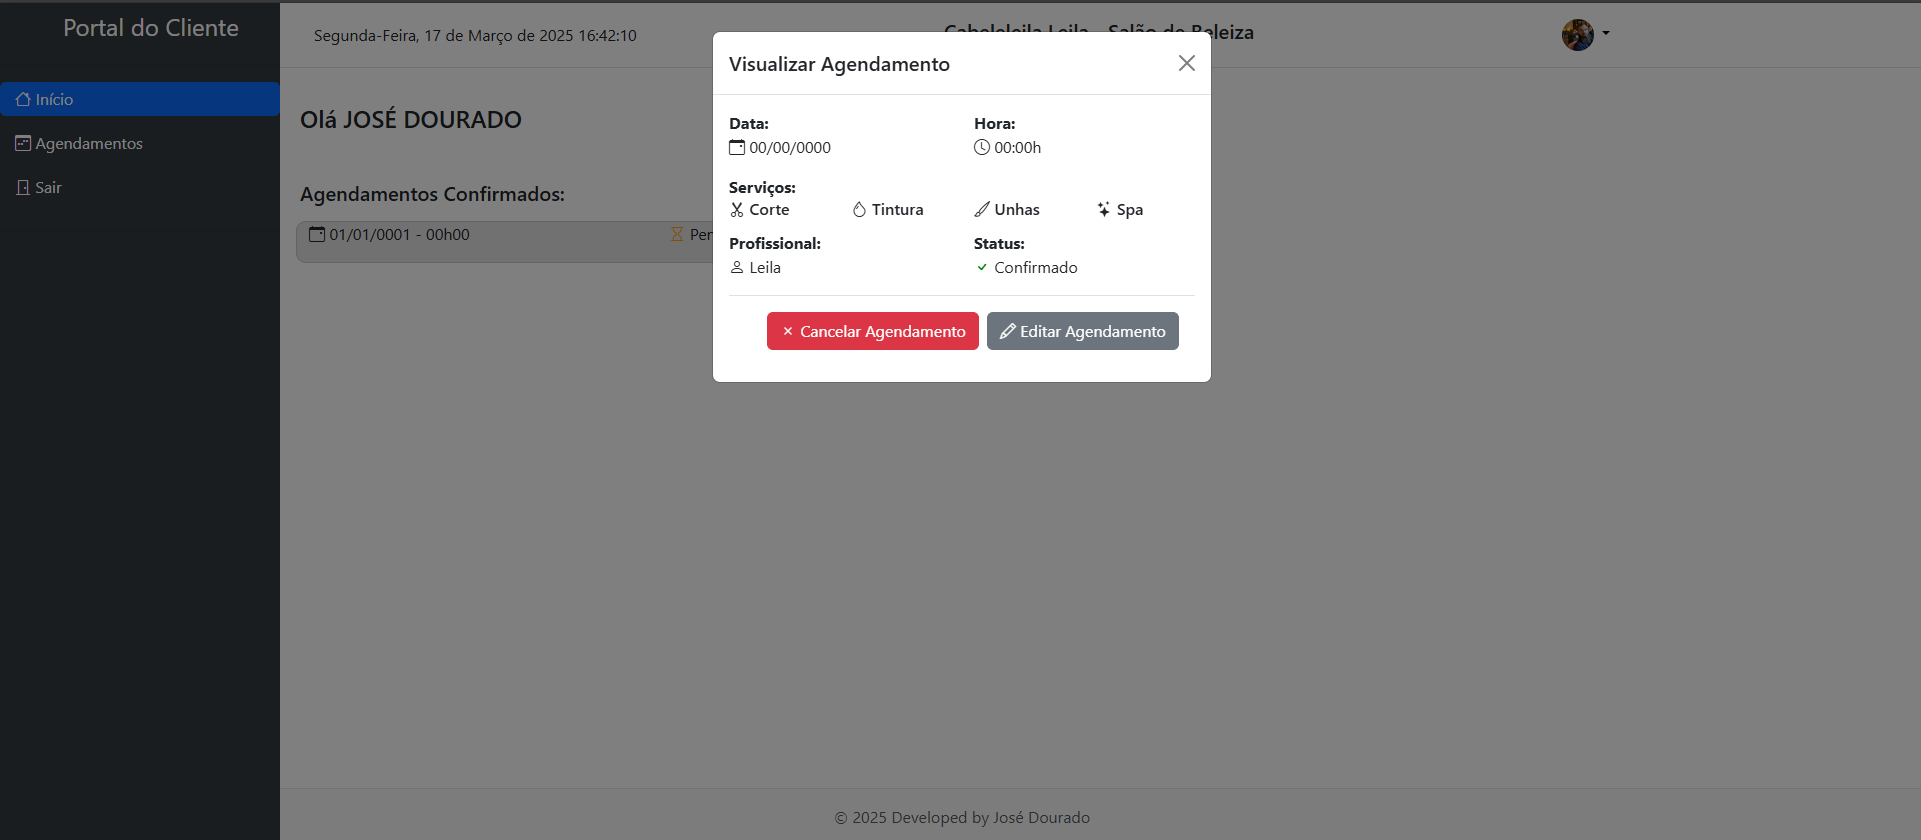 Portal do Cliente
Início
Agendamentos
Sair
Segunda-Feira, 17 de Março de 2025 16:42:10
Cabeleleila Leila - Salão de Beleiza
Olá JOSÉ DOURADO
Agendamentos Confirmados:
01/01/0001 - 00h00
Visualizar Agendamento
Data: Hora:
00/00/0000 00:00h
Serviços:
Corte Tintura Unhas Spa
Profissional: Status:
Leila Confirmado
Cancelar Agendamento Editar Agendamento
© 2025 Developed by José Dourado